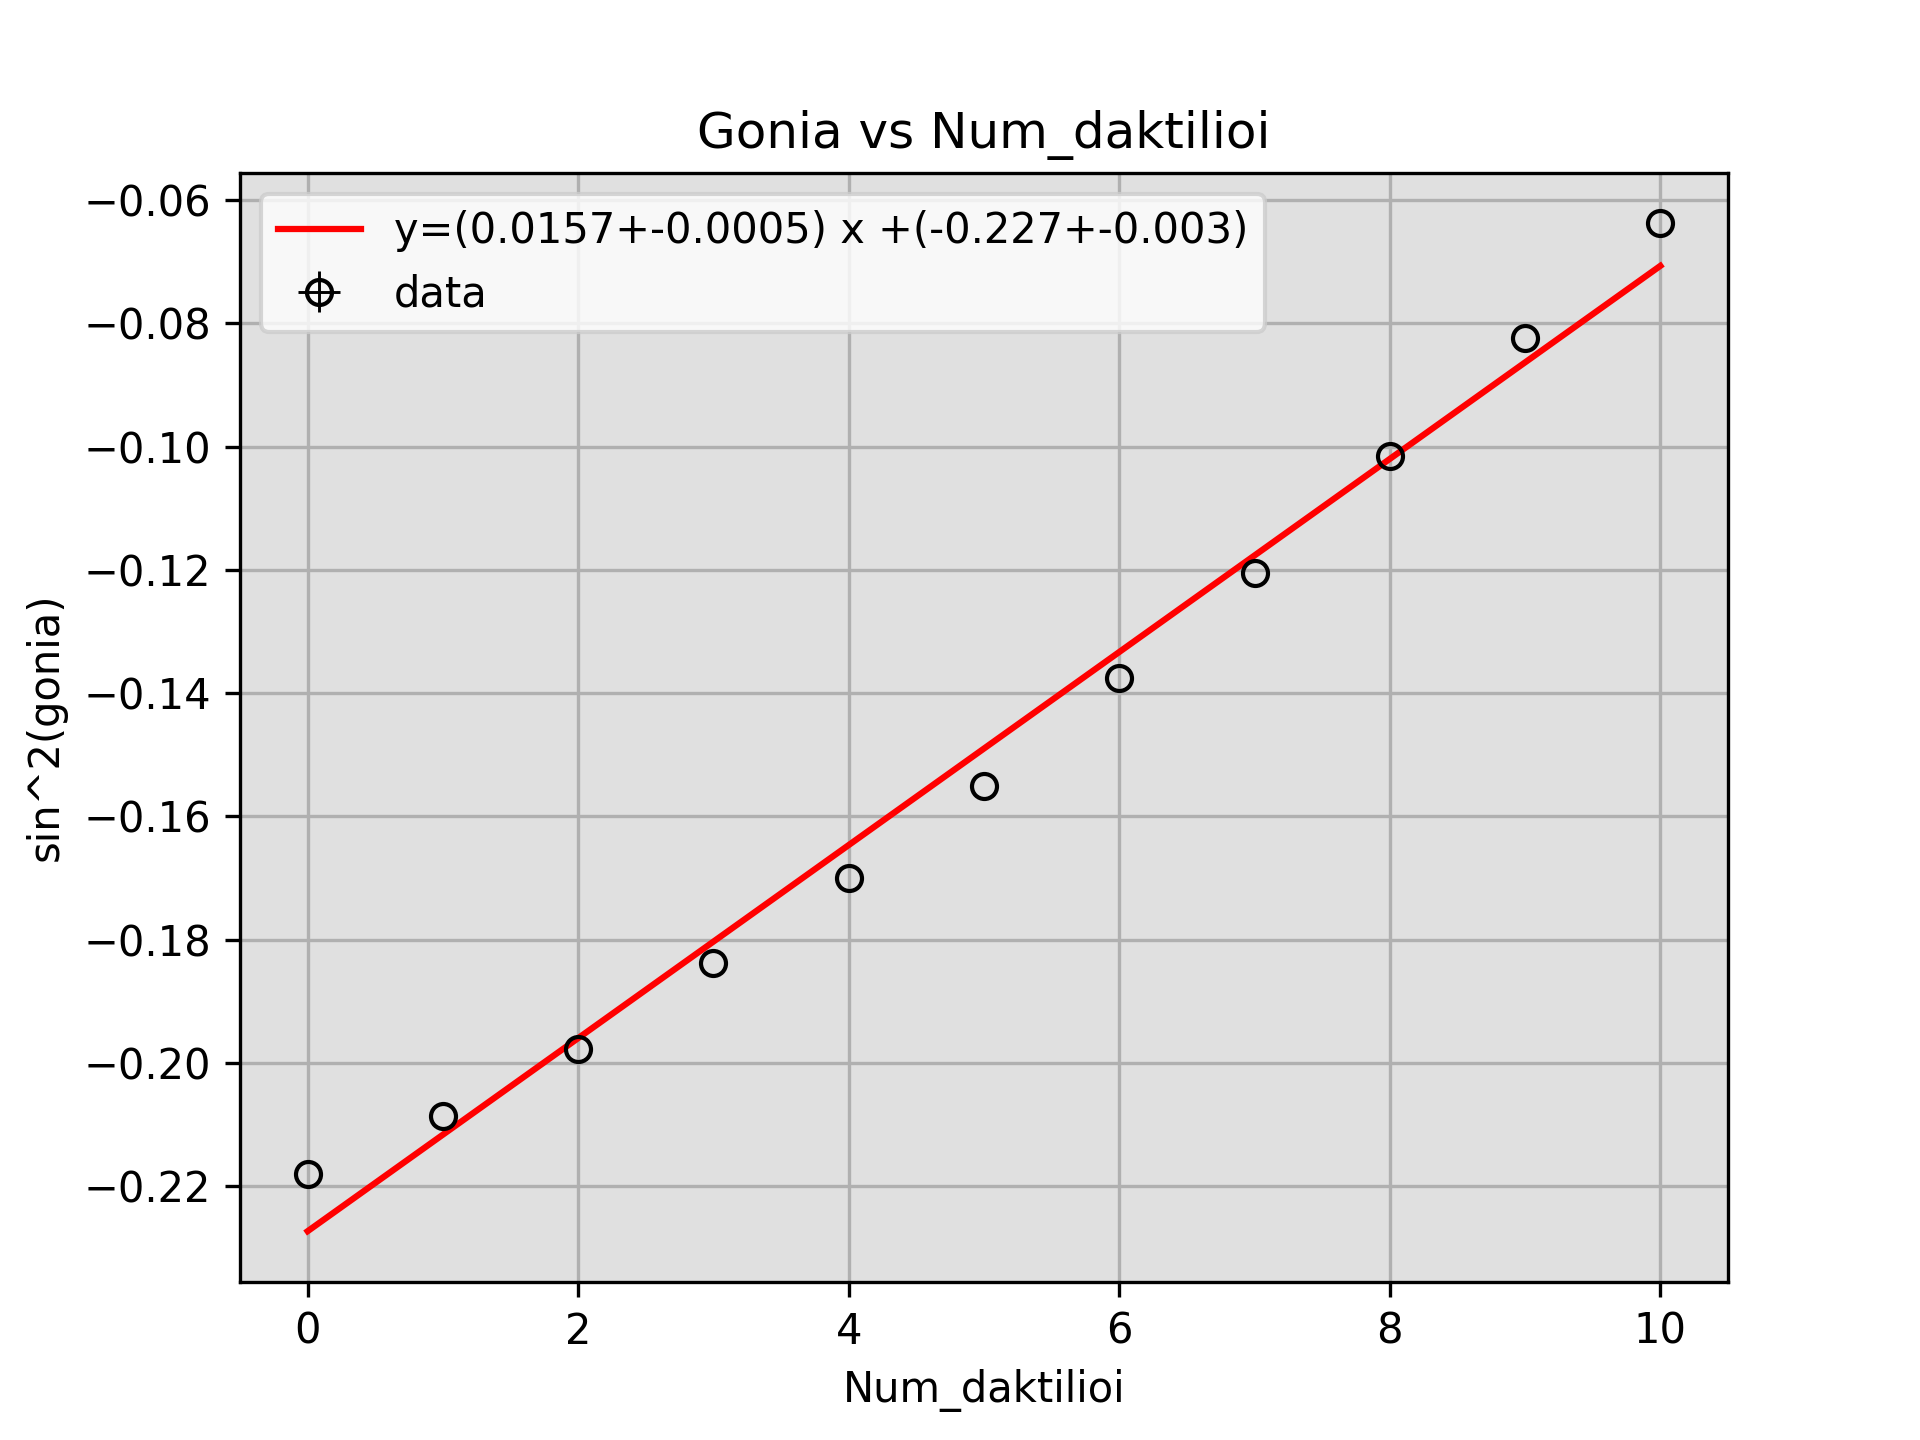 Gonia vs Num_daktilioi
y=(0.0157+-0.0005) x +(-0.227+-0.003)
data
−0.06
−0.08
−0.10
−0.12
−0.14
−0.16
−0.18
−0.20
−0.22
sin^2(gonia)
0 2 4 6 8 10
Num_daktilioi